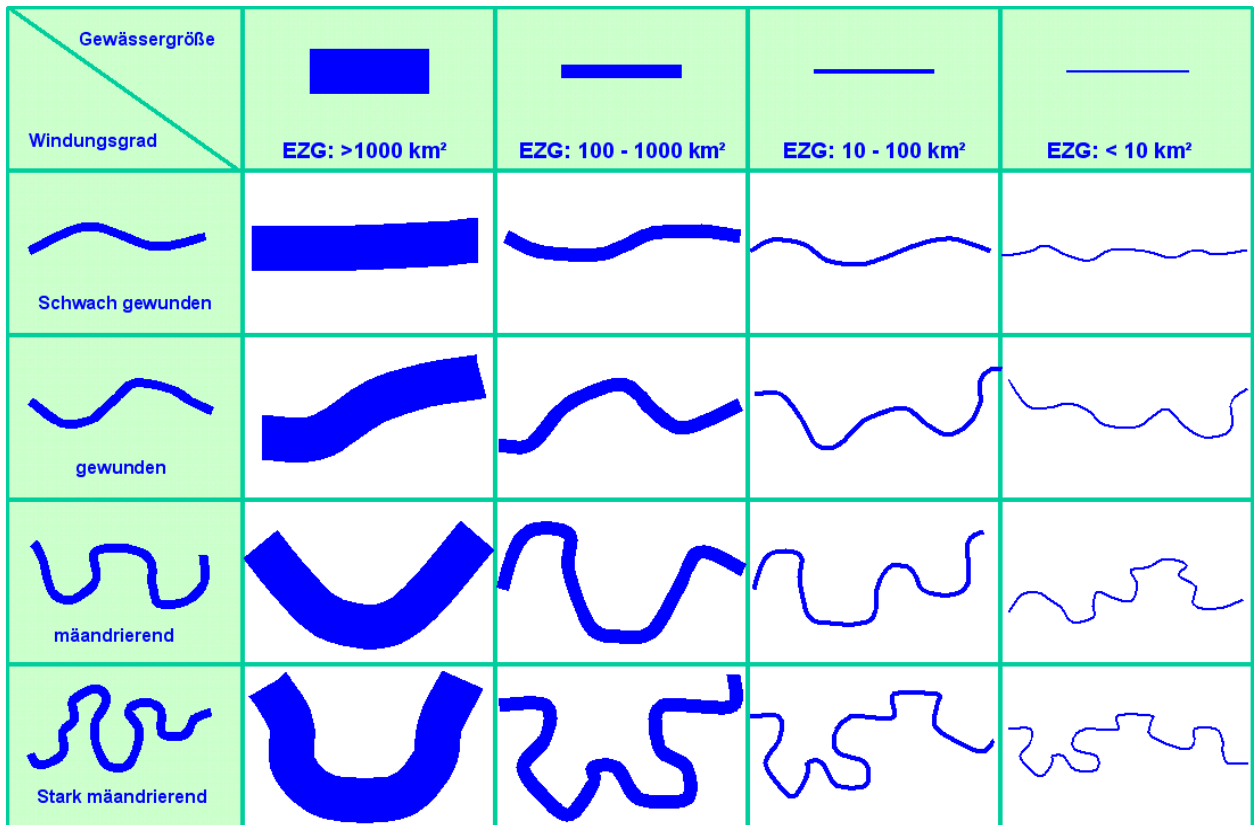 Gewässergröße
Windungsgrad
EZG: >1000 km²
EZG: 100 - 1000 km²
EZG: 10 - 100 km²
EZG: < 10 km²
Schwach gewunden
gewunden
mäandrierend
Stark mäandrierend